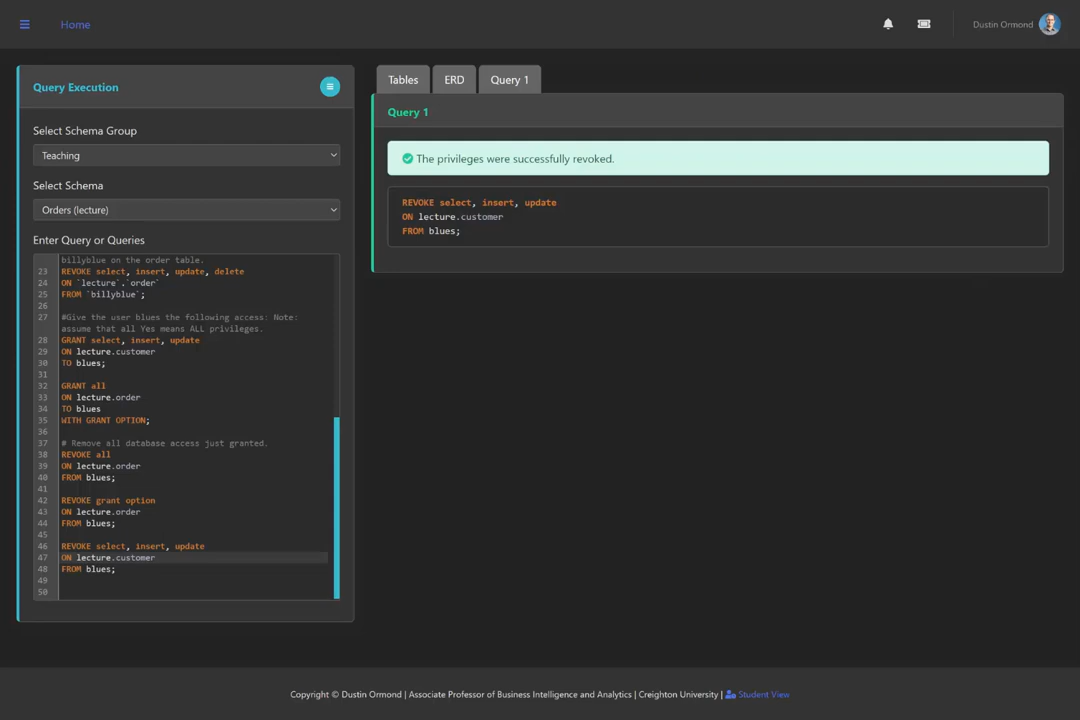 Home
Dustin Ormond
Query Execution
Select Schema Group
Teaching
Select Schema
Orders (lecture)
Enter Query or Queries
billyblue on the order table.
23 REVOKE select, insert, update, delete
24 ON `lecture`.`order`
25 FROM `billyblue`;
26
27 #Give the user blues the following access: Note:
assume that all Yes means ALL privileges.
28 GRANT select, insert, update
29 ON lecture.customer
30 TO blues;
31
32 GRANT all
33 ON lecture.order
34 TO blues
35 WITH GRANT OPTION;
36
37 # Remove all database access just granted.
38 REVOKE all
39 ON lecture.order
40 FROM blues;
41
42 REVOKE grant option
43 ON lecture.order
44 FROM blues;
45
46 REVOKE select, insert, update
47 ON lecture.customer
48 FROM blues;
49
50
Tables
ERD
Query 1
Query 1
The privileges were successfully revoked.
REVOKE select, insert, update
ON lecture.customer
FROM blues;
Copyright © Dustin Ormond | Associate Professor of Business Intelligence and Analytics | Creighton University | Student View